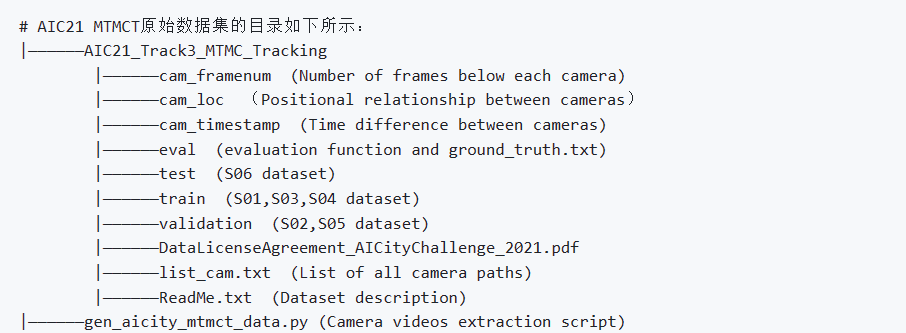 # AIC21 MTMCT原始数据集的目录如下所示：
|——————AIC21_Track3_MTMC_Tracking
        |——————cam_framenum (Number of frames below each camera)
        |——————cam_loc （Positional relationship between cameras）
        |——————cam_timestamp (Time difference between cameras)
        |——————eval (evaluation function and ground_truth.txt)
        |——————test (S06 dataset)
        |——————train (S01,S03,S04 dataset)
        |——————validation (S02,S05 dataset)
        |——————DataLicenseAgreement_AICityChallenge_2021.pdf
        |——————list_cam.txt (List of all camera paths)
        |——————ReadMe.txt (Dataset description)
|——————gen_aicity_mtmct_data.py (Camera videos extraction script)